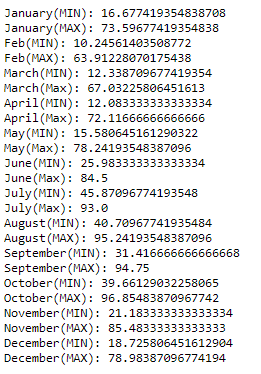 January(MIN): 16.677419354838708
January(MAX): 73.59677419354838
Feb(MIN): 10.24561403508772
Feb(MAX): 63.91228070175438
March(MIN): 12.338709677419354
March(Max): 67.03225806451613
April(MIN): 12.083333333333334
April(Max): 72.11666666666666
May(MIN): 15.580645161290322
May(MAX): 78.24193548387096
June(MIN): 25.983333333333334
June(Max): 84.5
July(MIN): 45.87096774193548
July(Max): 93.0
August(MIN): 40.70967741935484
August(MAX): 95.24193548387096
September(MIN): 31.416666666666668
September(MAX): 94.75
October(MIN): 39.66129032258065
October(MAX): 96.85483870967742
November(MIN): 21.183333333333334
November(MAX): 85.48333333333333
December(MIN): 18.725806451612904
December(MAX): 78.98387096774194